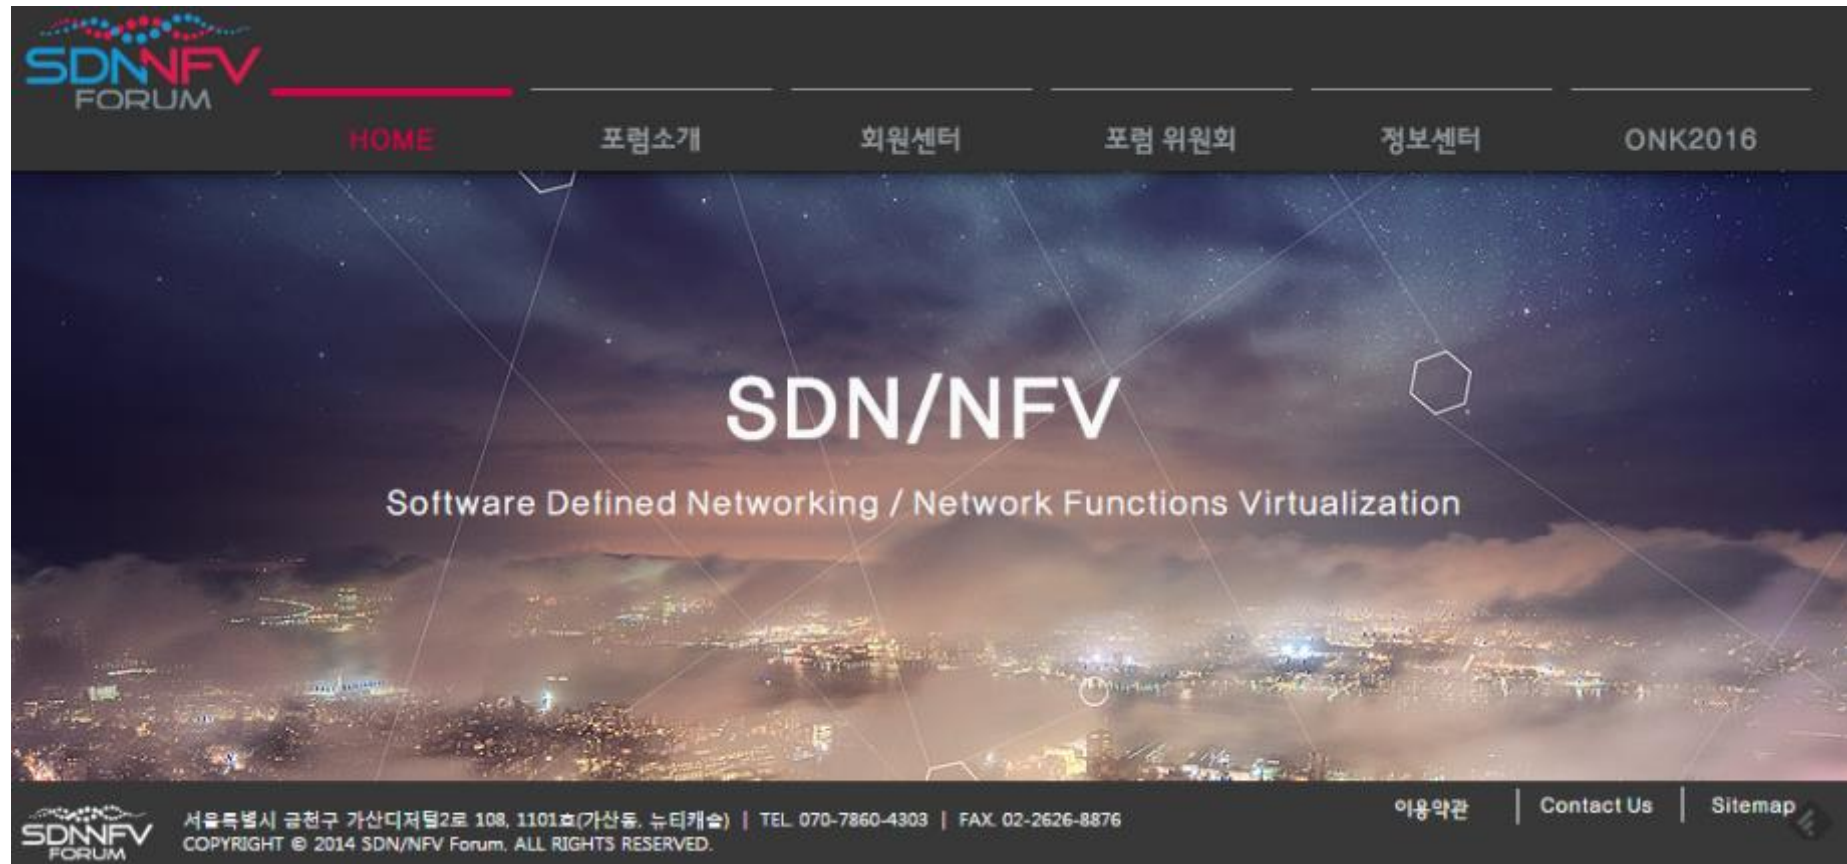 SDNNFV
FORUM
HOME
포럼소개
회원센터
포럼 위원회
정보센터
ONK2016
SDN/NFV
Software Defined Networking / Network Functions Virtualization
SDNNFV
FORUM
서울특별시 금천구 가산디지털2로 108, 1101호(가산동, 뉴티캐슬) | TEL. 070-7860-4303 | FAX. 02-2626-8876
COPYRIGHT © 2014 SDN/NFV Forum. ALL RIGHTS RESERVED.
이용약관 | Contact Us | Sitemap